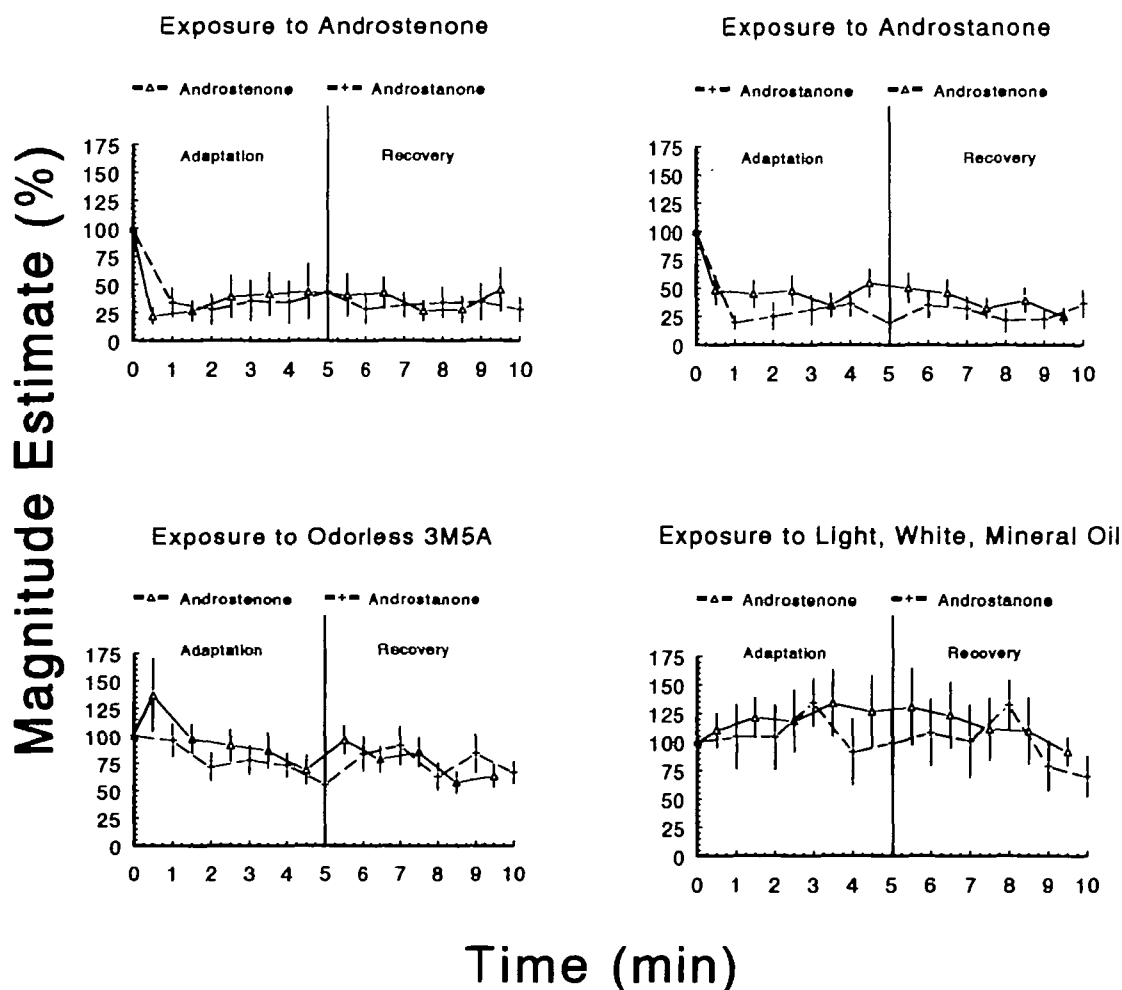 Magnitude Estimate (%)
Exposure to Androstenone
Androstenone Androstanone
Adaptation Recovery
175
150
125
100
75
50
25
0
0 1 2 3 4 5 6 7 8 9 10
Exposure to Androstanone
Androstanone Androstenone
Adaptation Recovery
175
150
125
100
75
50
25
0
0 1 2 3 4 5 6 7 8 9 10
Exposure to Odorless 3M5A
Androstenone Androstanone
Adaptation Recovery
175
150
125
100
75
50
25
0
0 1 2 3 4 5 6 7 8 9 10
Exposure to Light, White, Mineral Oil
Androstenone Androstanone
Adaptation Recovery
175
150
125
100
75
50
25
0
0 1 2 3 4 5 6 7 8 9 10
Time (min)